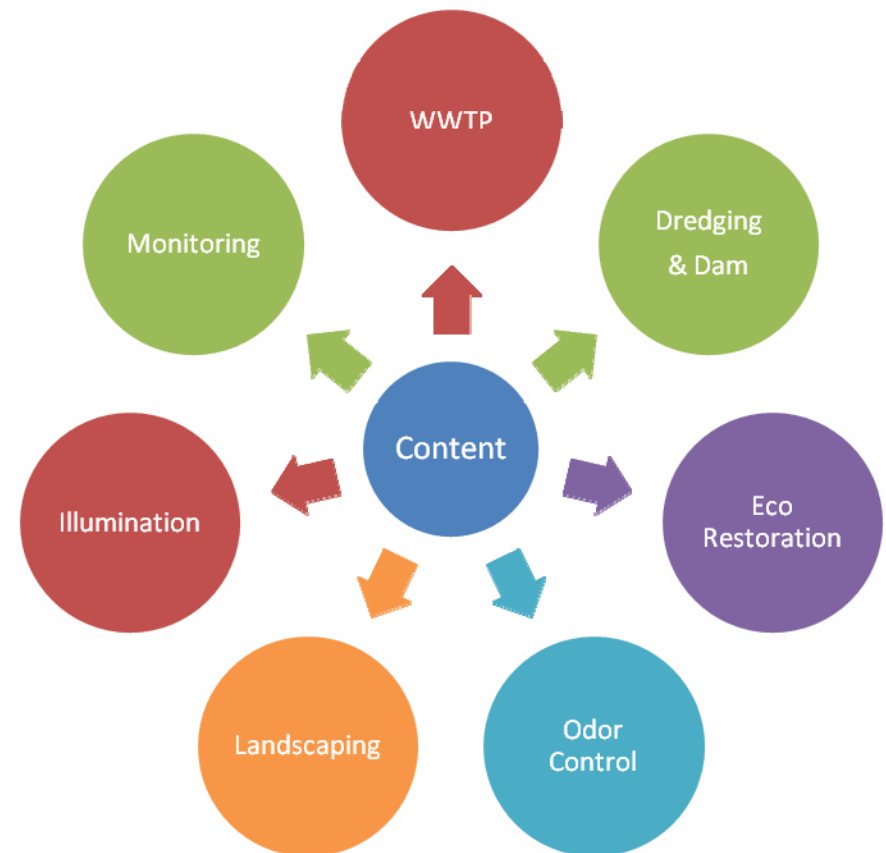 WWTP
Dredging
& Dam
Eco
Restoration
Odor
Control
Landscaping
Illumination
Monitoring
Content